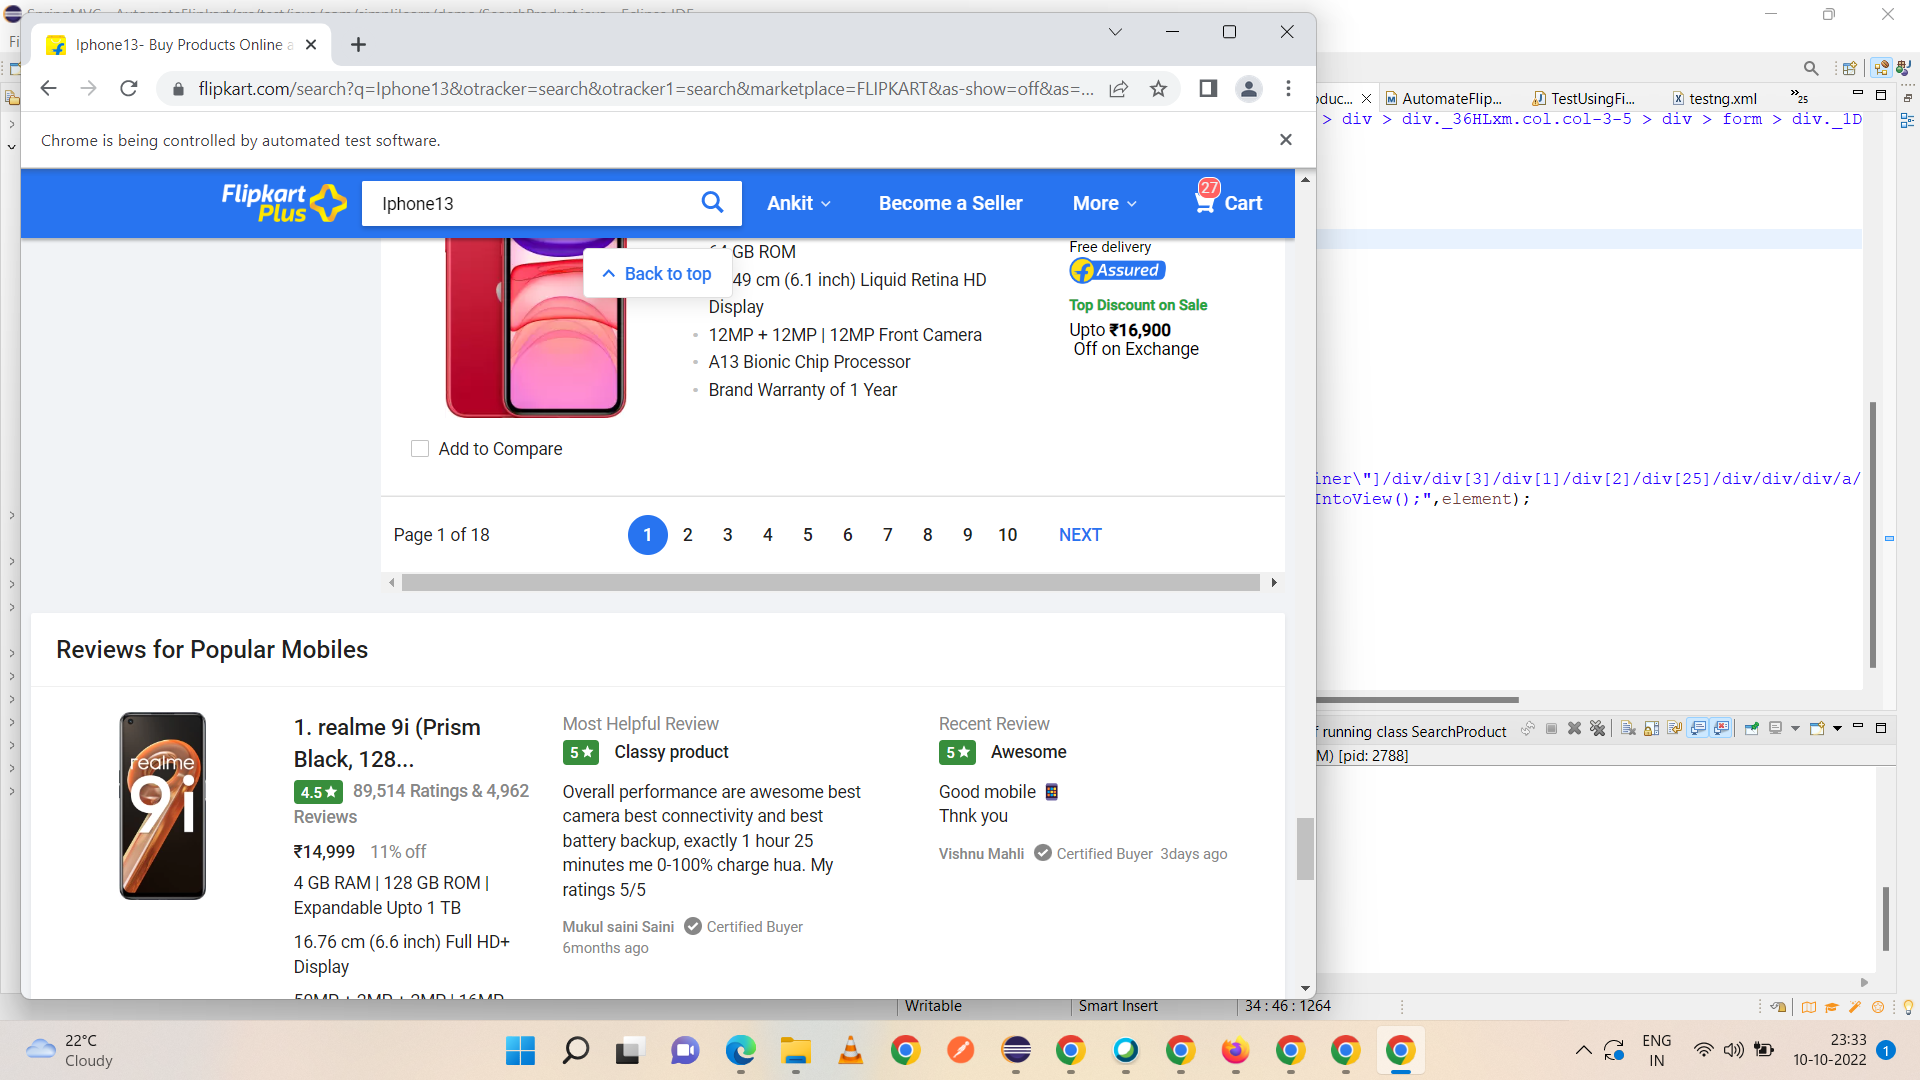 Iphone13- Buy Products Online a
flipkart.com/search?q=Iphone13&otracker=search&otracker1=search&marketplace=FLIPKART&as-show=off&as=...
Chrome is being controlled by automated test software.
Flipkart
Plus
Iphone13
Ankit
Become a Seller
More
27
Cart
Back to top
GB ROM
49 cm (6.1 inch) Liquid Retina HD
Display
12MP + 12MP | 12MP Front Camera
A13 Bionic Chip Processor
Brand Warranty of 1 Year
Free delivery
Assured
Top Discount on Sale
Upto ₹16,900
Off on Exchange
Add to Compare
Page 1 of 18
1 2 3 4 5 6 7 8 9 10 NEXT
Reviews for Popular Mobiles
realme
9i
1. realme 9i (Prism
Black, 128...
4.5★ 89,514 Ratings & 4,962
Reviews
₹14,999 11% off
4 GB RAM | 128 GB ROM |
Expandable Upto 1 TB
16.76 cm (6.6 inch) Full HD+
Display
50MP + 2MP + 2MP | 16MP
Most Helpful Review
5★ Classy product
Overall performance are awesome best
camera best connectivity and best
battery backup, exactly 1 hour 25
minutes me 0-100% charge hua. My
ratings 5/5
Mukul saini Saini Certified Buyer
6months ago
Recent Review
5★ Awesome
Good mobile 📱
Thnk you
Vishnu Mahli Certified Buyer 3days ago
duc...
AutomateFlip...
TestUsingFi...
testng.xml
»25
> div > div._36HLxm.col.col-3-5 > div > form > div._1D
iner\"]/div/div[3]/div[1]/div[2]/div[25]/div/div/div/a/
IntoView();",element);
running class SearchProduct
M) [pid: 2788]
Writable
Smart Insert
34 : 46 : 1264
22°C
Cloudy
ENG
IN
23:33
10-10-2022
1